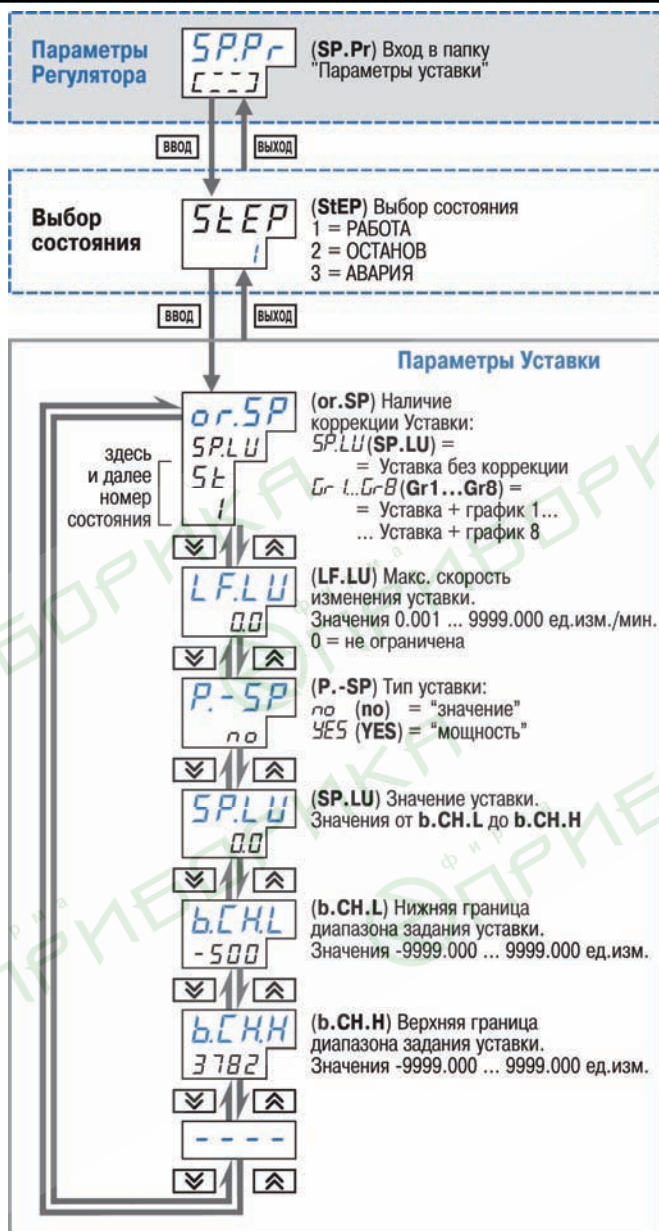 Параметры
Регулятора
SP.Pr
[---]
(SP.Pr) Вход в папку
"Параметры уставки"
ВВОД
ВЫХОД
Выбор
состояния
StEP
1
(StEP) Выбор состояния
1 = РАБОТА
2 = ОСТАНОВ
3 = АВАРИЯ
ВВОД
ВЫХОД
Параметры Уставки
здесь
и далее
номер
состояния
or.SP
SP.LU
St
1
(or.SP) Наличие
коррекции Уставки:
SP.LU (SP.LU) =
= Уставка без коррекции
Gr 1...Gr8 (Gr1...Gr8) =
= Уставка + график 1...
... Уставка + график 8
LF.LU
0.0
(LF.LU) Макс. скорость
изменения уставки.
Значения 0.001 ... 9999.000 ед.изм./мин.
0 = не ограничена
P.-SP
no
(P.-SP) Тип уставки:
no (no) = “значение”
YES (YES) = “мощность”
SP.LU
0.0
(SP.LU) Значение уставки.
Значения от b.CH.L до b.CH.H
b.CH.L
-500
(b.CH.L) Нижняя граница
диапазона задания уставки.
Значения -9999.000 ... 9999.000 ед.изм.
b.CH.H
3782
(b.CH.H) Верхняя граница
диапазона задания уставки.
Значения -9999.000 ... 9999.000 ед.изм.
- - - -
фирма
ПРИБОРИКА